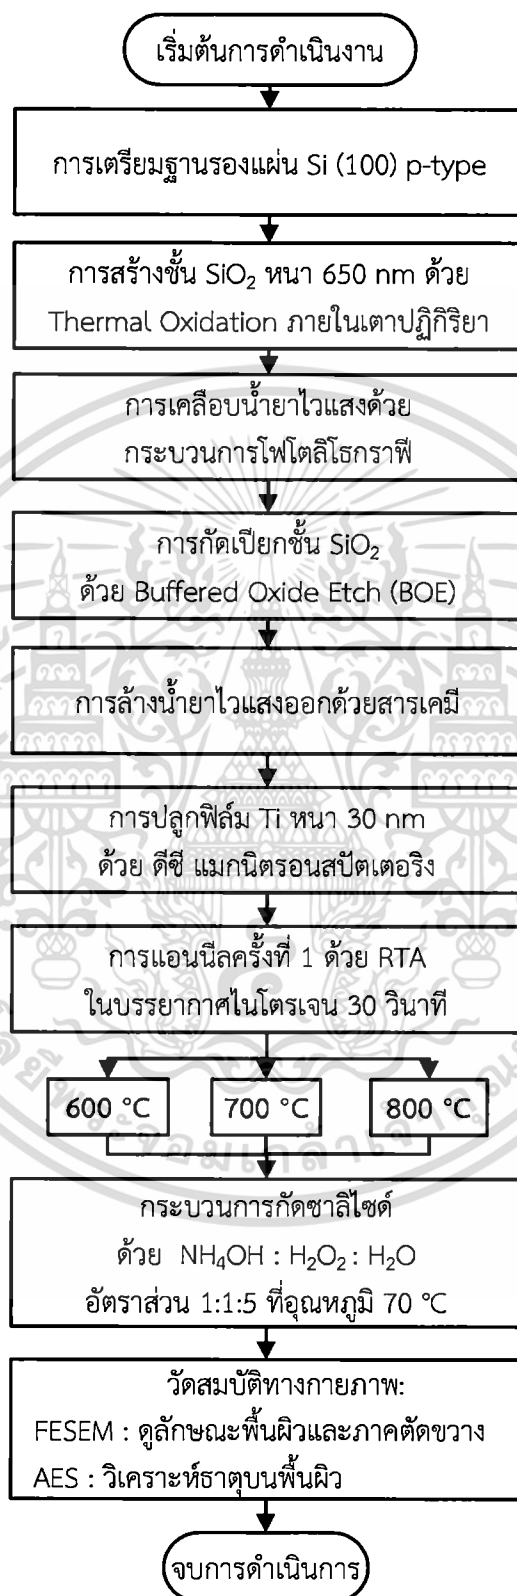 เริ่มต้นการดำเนินงาน
การเตรียมฐานรองแผ่น Si (100) p-type
การสร้างชั้น SiO₂ หนา 650 nm ด้วย
Thermal Oxidation ภายในเตาปฏิกิริยา
การเคลือบน้ำยาไวแสงด้วย
กระบวนการโฟโตลิโธกราฟี
การกัดเปียกชั้น SiO₂
ด้วย Buffered Oxide Etch (BOE)
การล้างน้ำยาไวแสงออกด้วยสารเคมี
การปลูกฟิล์ม Ti หนา 30 nm
ด้วย ดีซี แมกนิตรอนสปัตเตอริง
การแอนนีลครั้งที่ 1 ด้วย RTA
ในบรรยากาศไนโตรเจน 30 วินาที
600 °C 700 °C 800 °C
กระบวนการกัดซาลิไซด์
ด้วย NH₄OH : H₂O₂ : H₂O
อัตราส่วน 1:1:5 ที่อุณหภูมิ 70 °C
วัดสมบัติทางกายภาพ:
FESEM : ดูลักษณะพื้นผิวและภาคตัดขวาง
AES : วิเคราะห์ธาตุบนพื้นผิว
จบการดำเนินการ